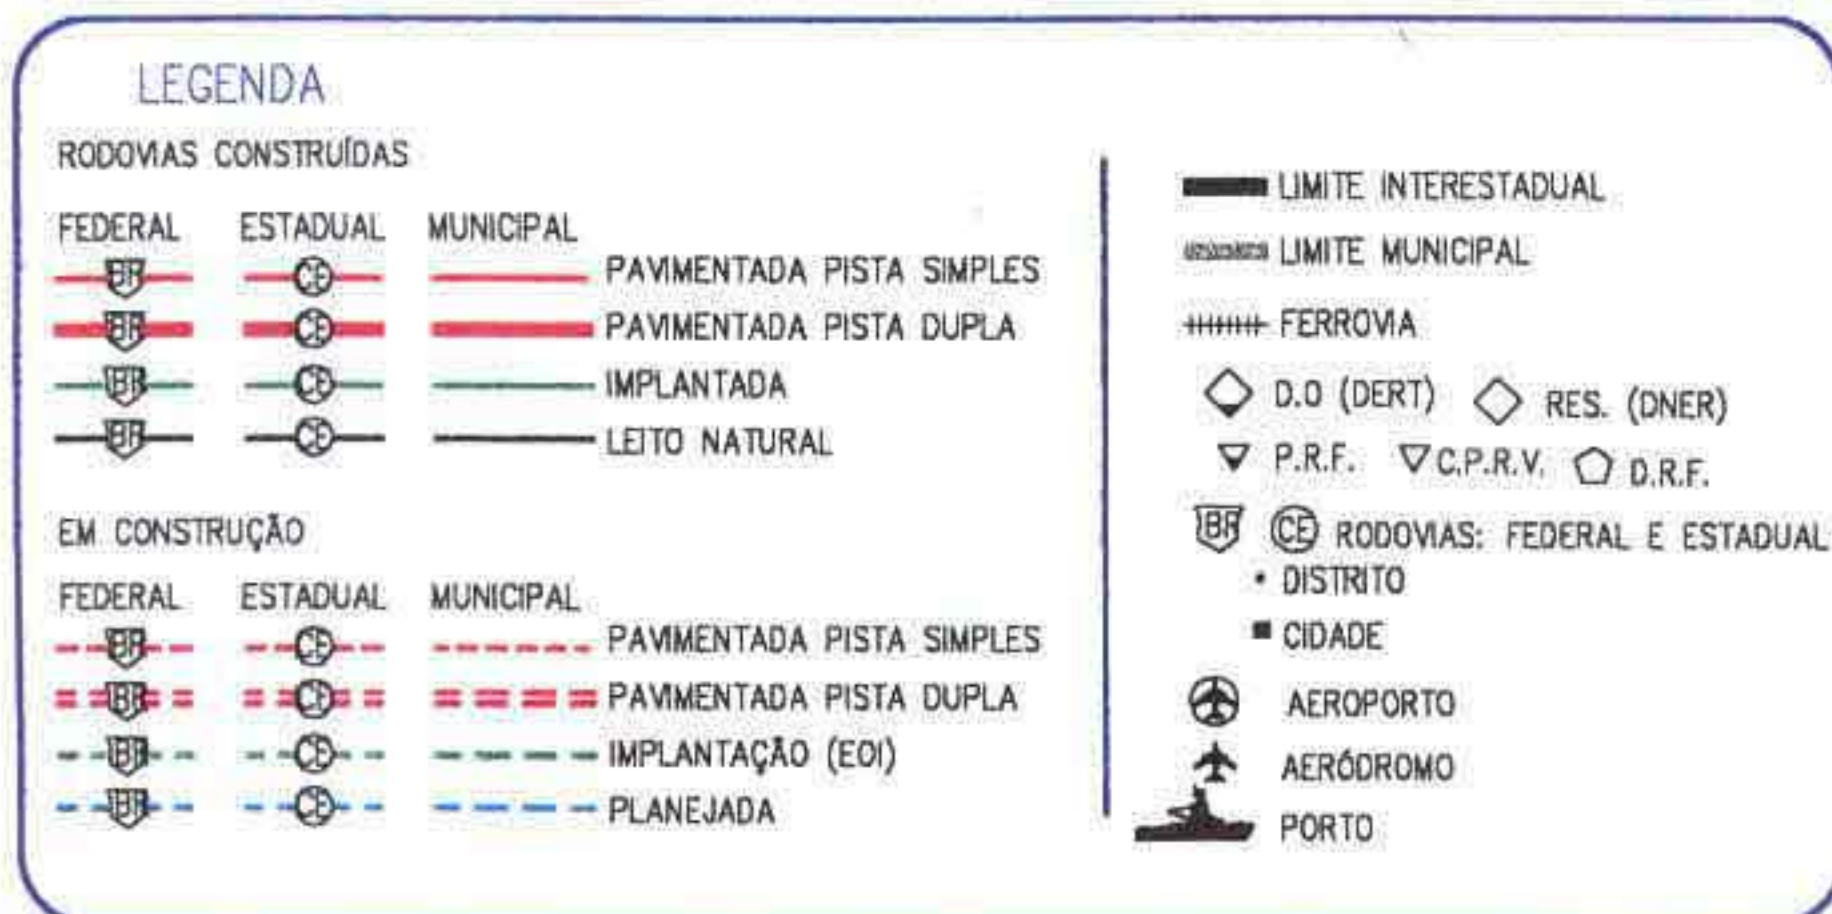 LEGENDA
RODOVIAS CONSTRUÍDAS
FEDERAL ESTADUAL MUNICIPAL
BR CE PAVIMENTADA PISTA SIMPLES
BR CE PAVIMENTADA PISTA DUPLA
BR CE IMPLANTADA
BR CE LEITO NATURAL
EM CONSTRUÇÃO
FEDERAL ESTADUAL MUNICIPAL
BR CE PAVIMENTADA PISTA SIMPLES
BR CE PAVIMENTADA PISTA DUPLA
BR CE IMPLANTAÇÃO (EOI)
BR CE PLANEJADA
LIMITE INTERESTADUAL
LIMITE MUNICIPAL
FERROVIA
D.O (DERT) RES. (DNER)
P.R.F. C.P.R.V. D.R.F.
BR CE RODOVIAS: FEDERAL E ESTADUAL
DISTRITO
CIDADE
AEROPORTO
AERÓDROMO
PORTO